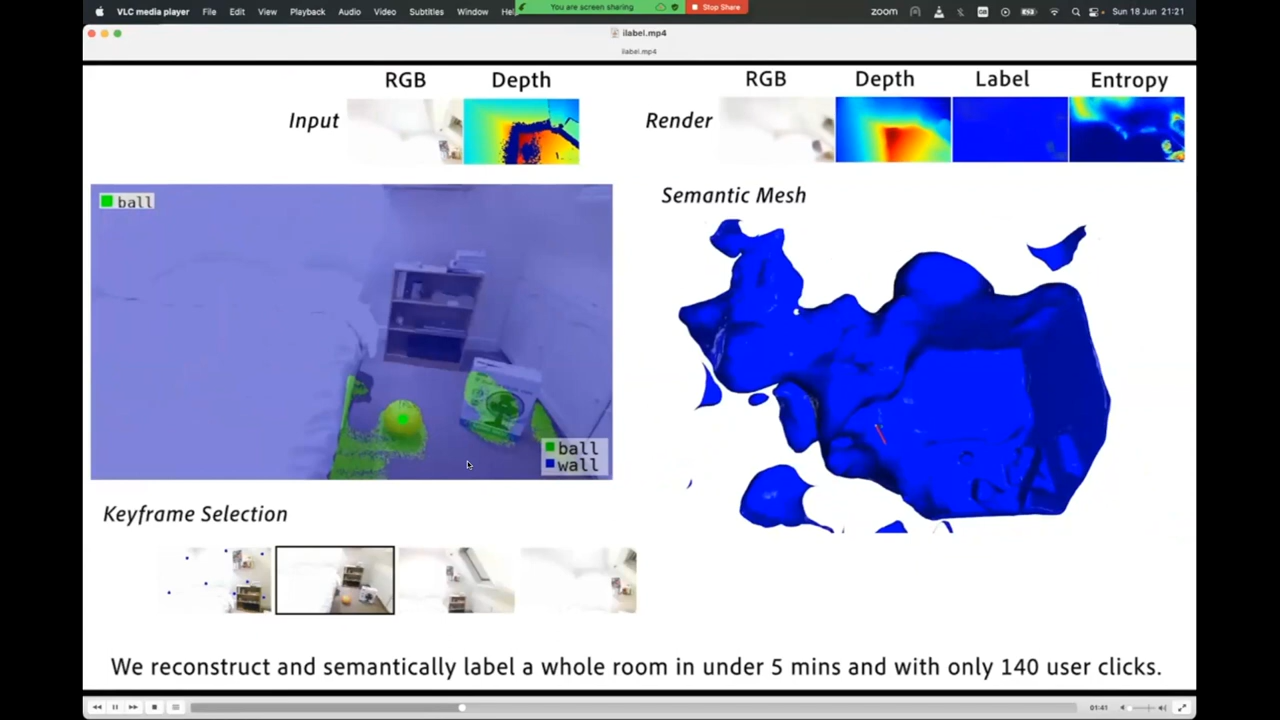 VLC media player File Edit View Playback Audio Video Subtitles Window Hel
You are screen sharing Stop Share
zoom Sun 18 Jun 21:21
ilabel.mp4
ilabel.mp4
RGB Depth
Input
RGB Depth Label Entropy
Render
ball
ball
wall
Semantic Mesh
Keyframe Selection
We reconstruct and semantically label a whole room in under 5 mins and with only 140 user clicks.
01:41